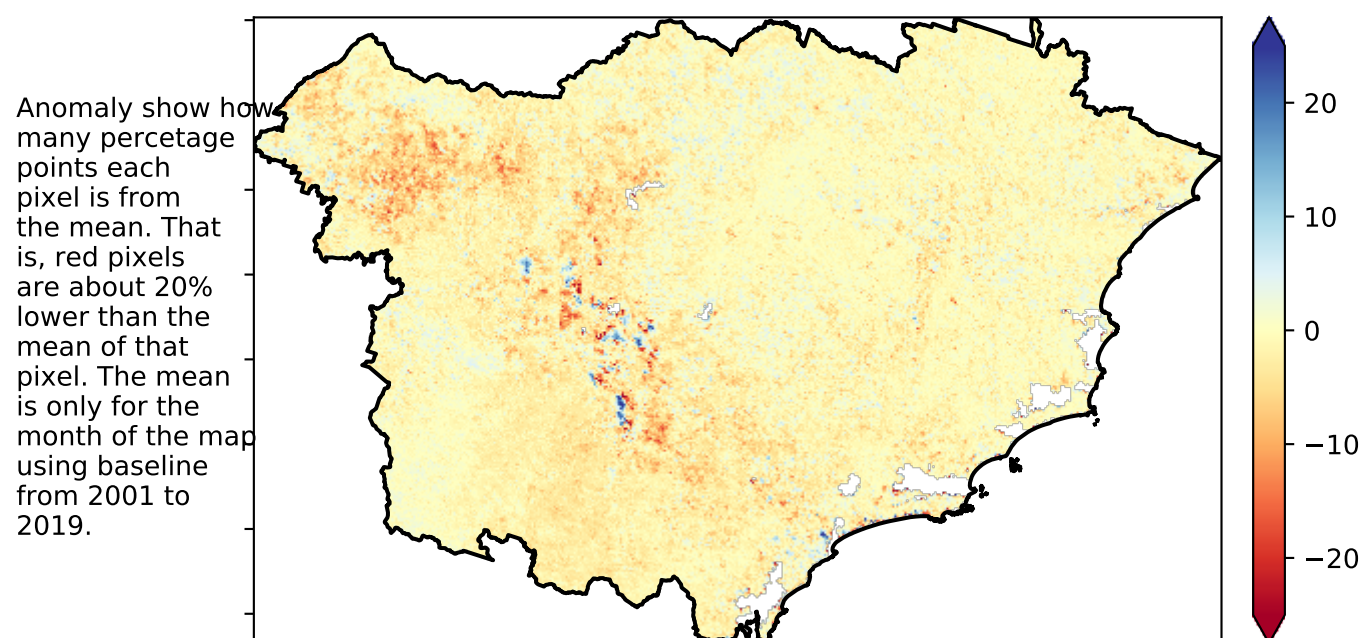 Anomaly show how
many percetage
points each
pixel is from
the mean. That
is, red pixels
are about 20%
lower than the
mean of that
pixel. The mean
is only for the
month of the map
using baseline
from 2001 to
2019.
20
10
0
−10
−20